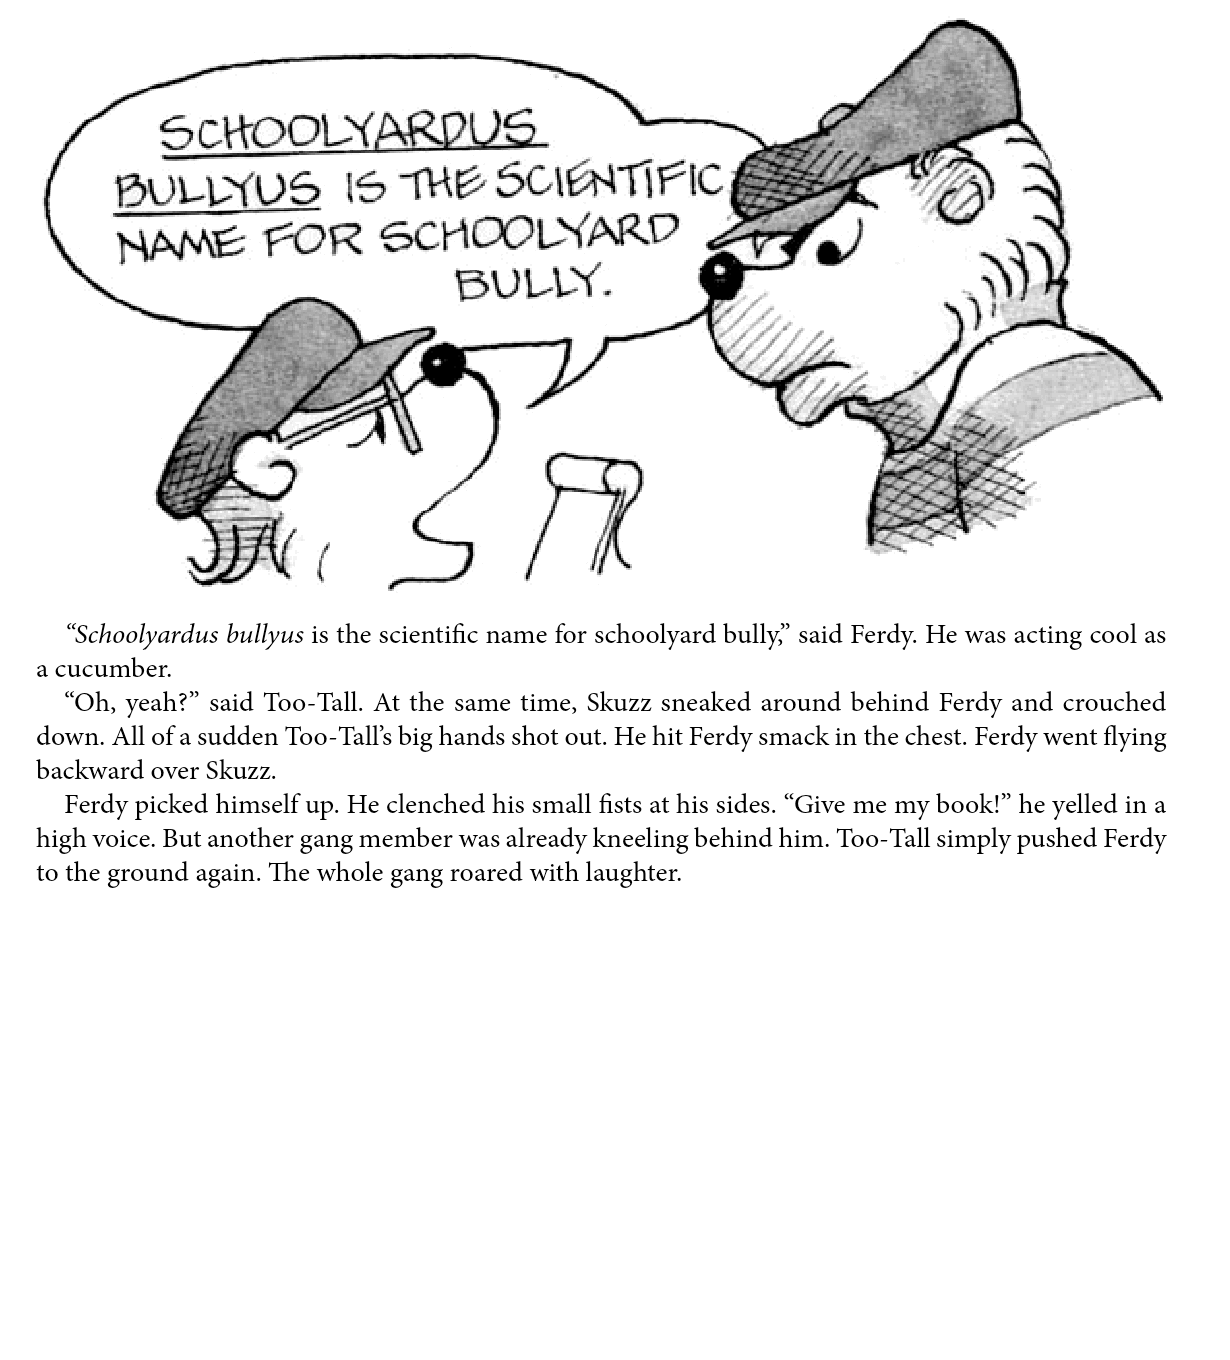 SCHOOLYARDUS
BULLYUS IS THE SCIENTIFIC
NAME FOR SCHOOLYARD
BULLY.
“Schoolyardus bullyus is the scientific name for schoolyard bully,” said Ferdy. He was acting cool as
a cucumber.
“Oh, yeah?” said Too-Tall. At the same time, Skuzz sneaked around behind Ferdy and crouched
down. All of a sudden Too-Tall’s big hands shot out. He hit Ferdy smack in the chest. Ferdy went flying
backward over Skuzz.
Ferdy picked himself up. He clenched his small fists at his sides. “Give me my book!” he yelled in a
high voice. But another gang member was already kneeling behind him. Too-Tall simply pushed Ferdy
to the ground again. The whole gang roared with laughter.